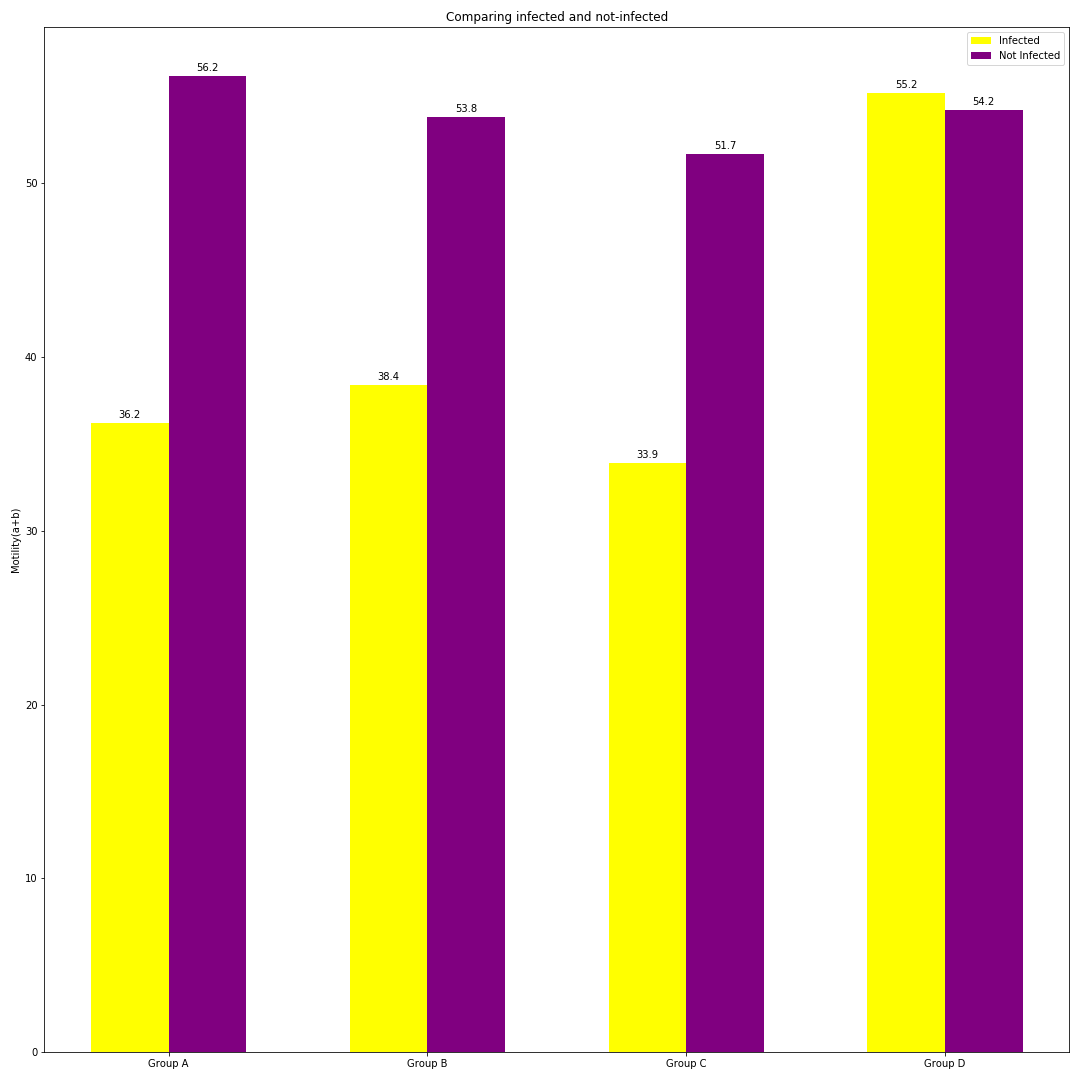 Comparing infected and not-infected
Infected
Not Infected
56.2
55.2
54.2
53.8
51.7
50
40
38.4
36.2
33.9
Motility(a+b)
30
20
10
0
Group A
Group B
Group C
Group D